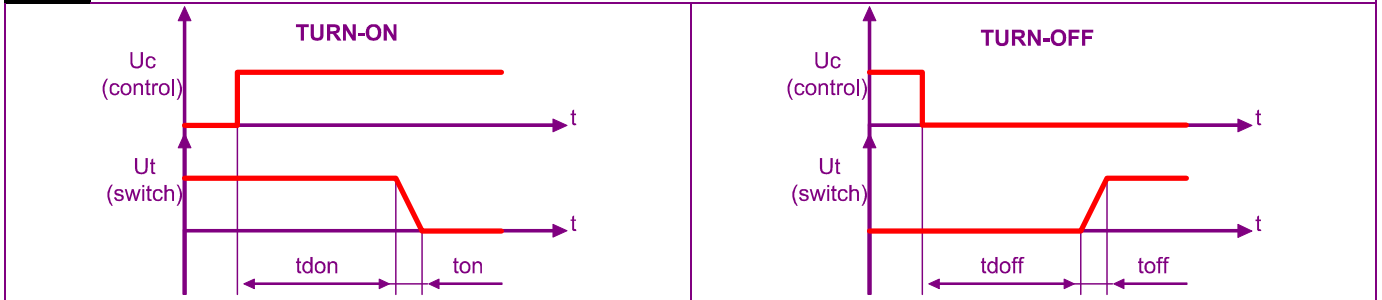 TURN-ON
Uc
(control)
t
Ut
(switch)
t
tdon
ton
TURN-OFF
Uc
(control)
t
Ut
(switch)
t
tdoff
toff